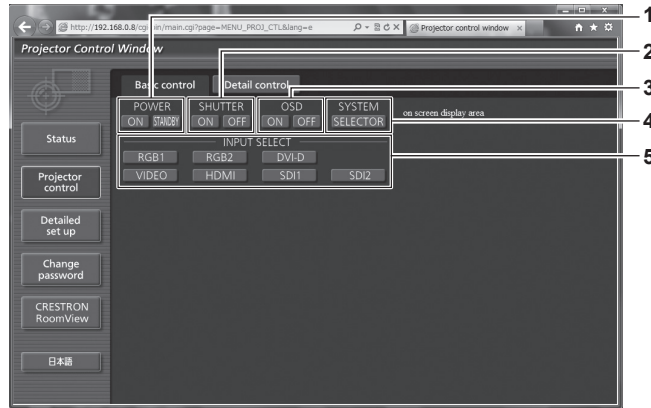 http://192.168.0.8/cgi-bin/main.cgi?page=MENU_PROJ_CTL&lang=e
Projector control window
1
Projector Control Window
2
Basic control Detail control
3
POWER SHUTTER OSD SYSTEM
on screen display area
ON STANDBY ON OFF ON OFF SELECTOR
4
Status
INPUT SELECT
5
RGB1 RGB2 DVI-D
VIDEO HDMI SDI1 SDI2
Projector
control
Detailed
set up
Change
password
CRESTRON
RoomView
日本語